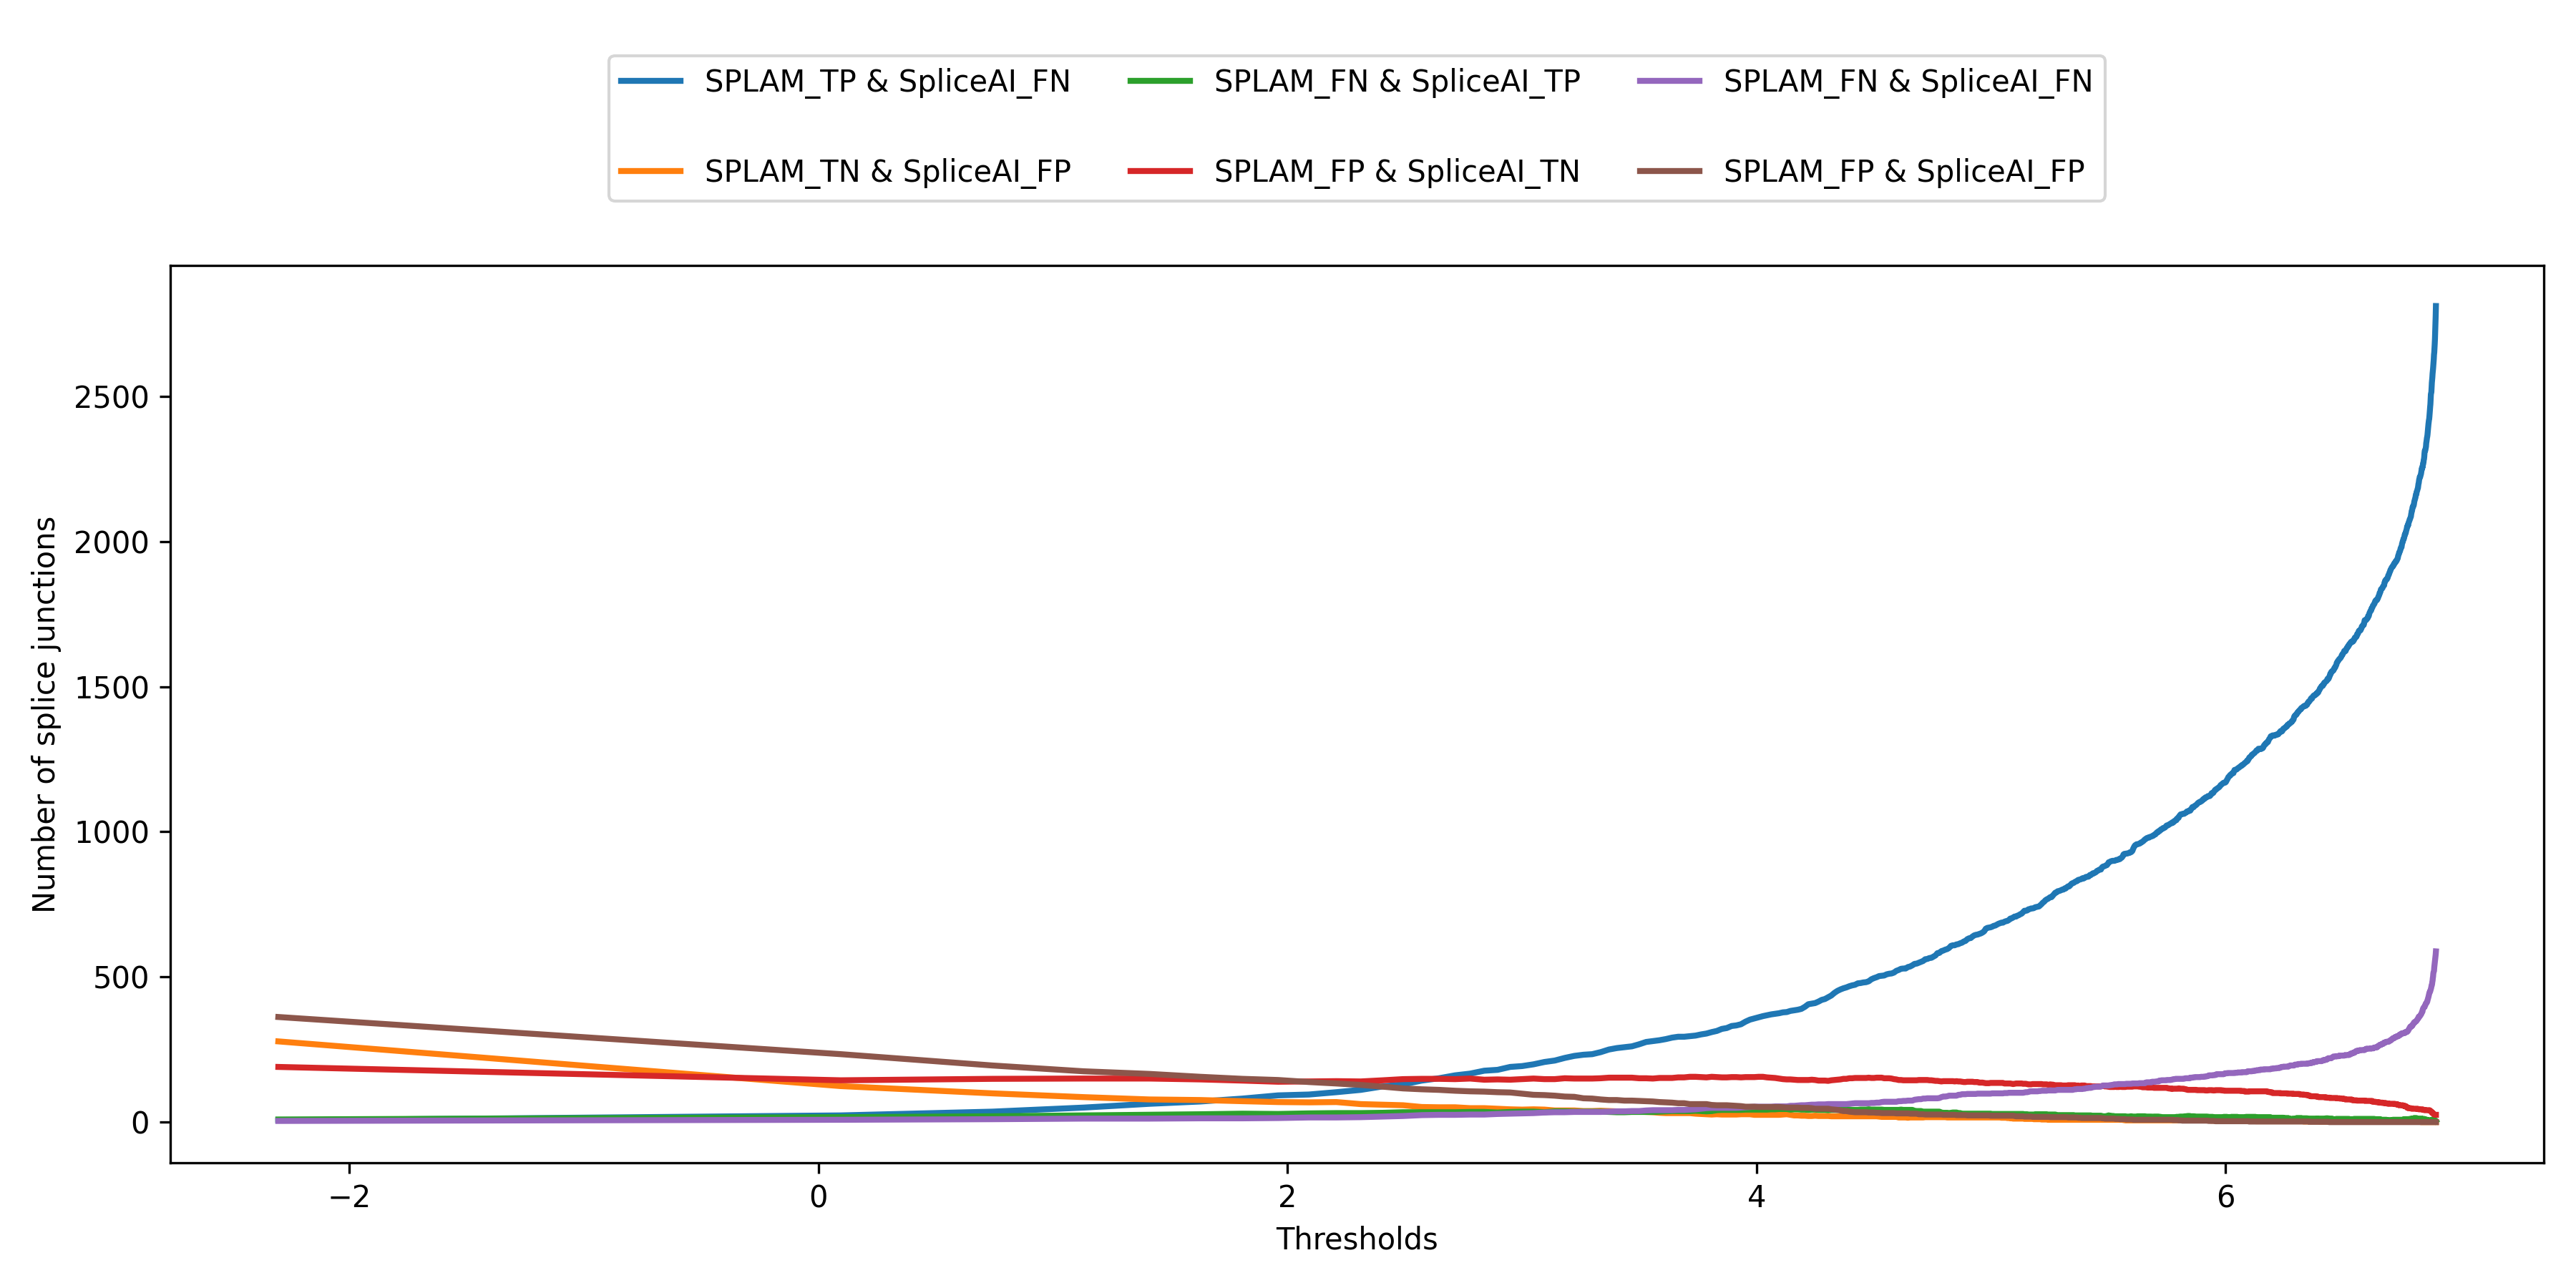 SPLAM_TP & SpliceAI_FN
SPLAM_TN & SpliceAI_FP
SPLAM_FN & SpliceAI_TP
SPLAM_FP & SpliceAI_TN
SPLAM_FN & SpliceAI_FN
SPLAM_FP & SpliceAI_FP
Number of splice junctions
2500
2000
1500
1000
500
0
−2
0
2
4
6
Thresholds